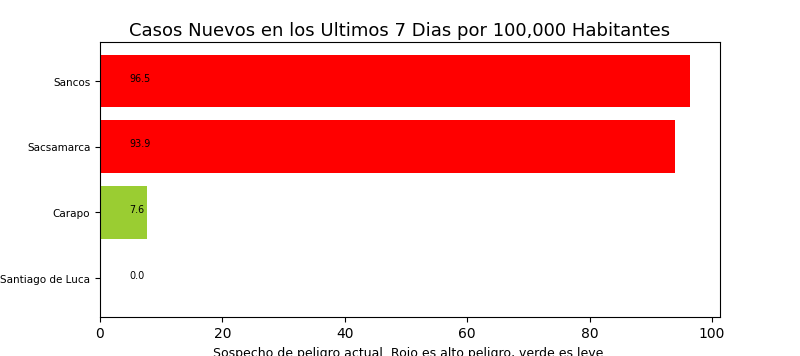 Casos Nuevos en los Ultimos 7 Dias por 100,000 Habitantes
Sancos 96.5
Sacsamarca 93.9
Carapo 7.6
Santiago de Luca 0.0
0 20 40 60 80 100
Sospecho de peligro actual. Rojo es alto peligro, verde es leve